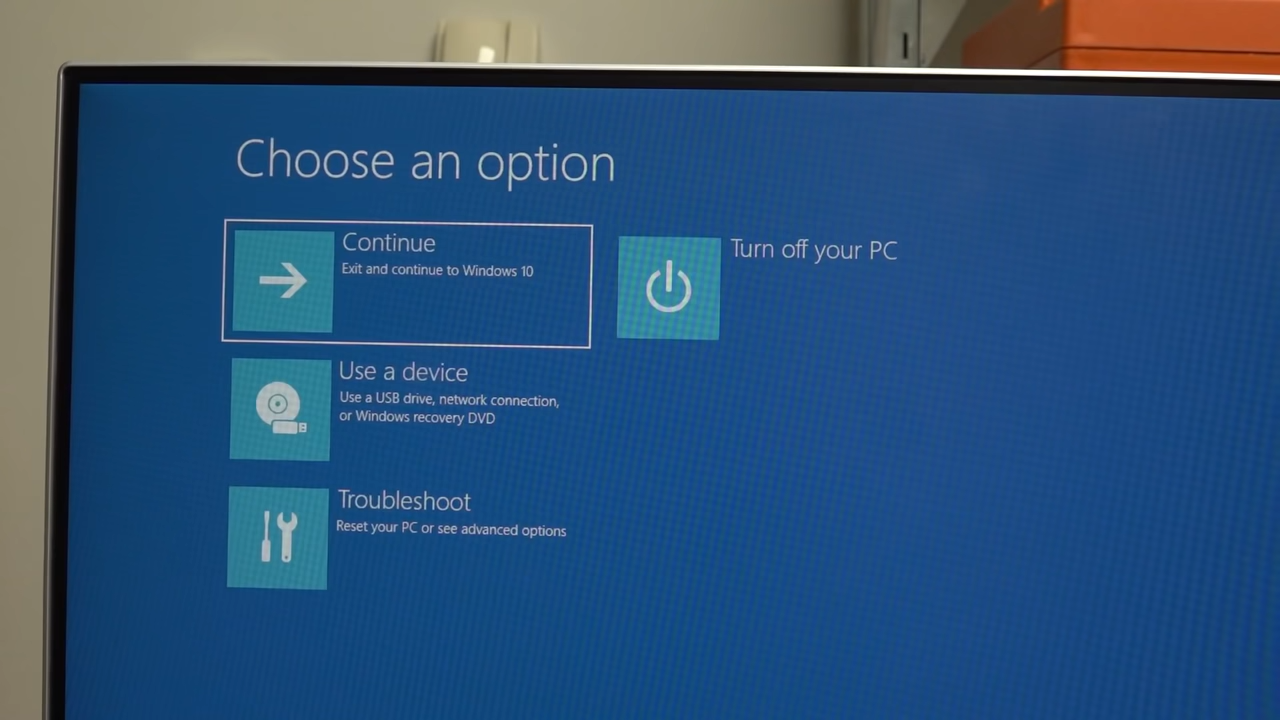 Choose an option
Continue
Exit and continue to Windows 10
Turn off your PC
Use a device
Use a USB drive, network connection,
or Windows recovery DVD
Troubleshoot
Reset your PC or see advanced options